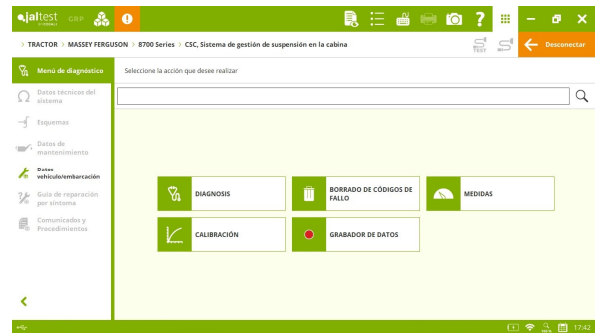 jaltest GRP
> TRACTOR > MASSEY FERGUSON > 8700 Series > CSC, Sistema de gestión de suspensión en la cabina
TEST
Desconectar
Menú de diagnóstico
Seleccione la acción que desee realizar
Datos técnicos del
sistema
Esquemas
Datos de
mantenimiento
Datos
vehículo/embarcación
Guía de reparación
por síntoma
Comunicados y
Procedimientos
DIAGNOSIS
BORRADO DE CÓDIGOS DE
FALLO
MEDIDAS
CALIBRACIÓN
GRABADOR DE DATOS
100%
17:42